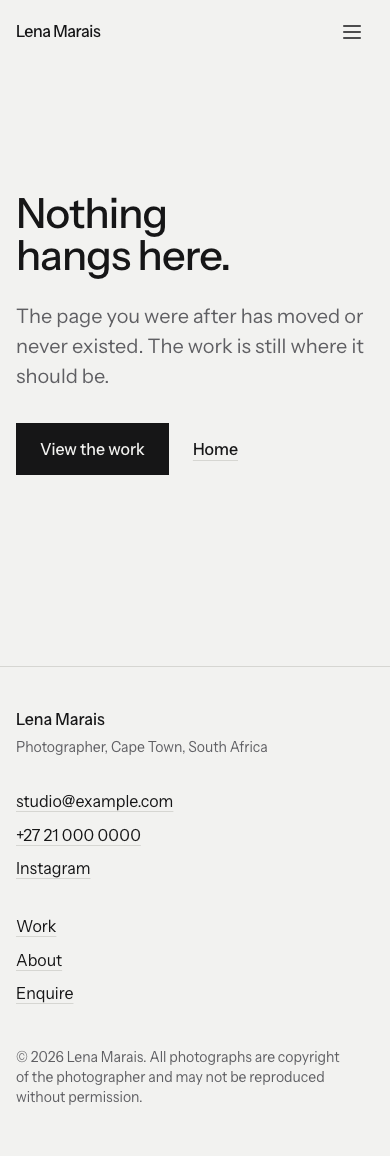 Lena Marais
Nothing
hangs here.
The page you were after has moved or
never existed. The work is still where it
should be.
View the work
Home
Lena Marais
Photographer, Cape Town, South Africa
studio@example.com
+27 21 000 0000
Instagram
Work
About
Enquire
© 2026 Lena Marais. All photographs are copyright
of the photographer and may not be reproduced
without permission.